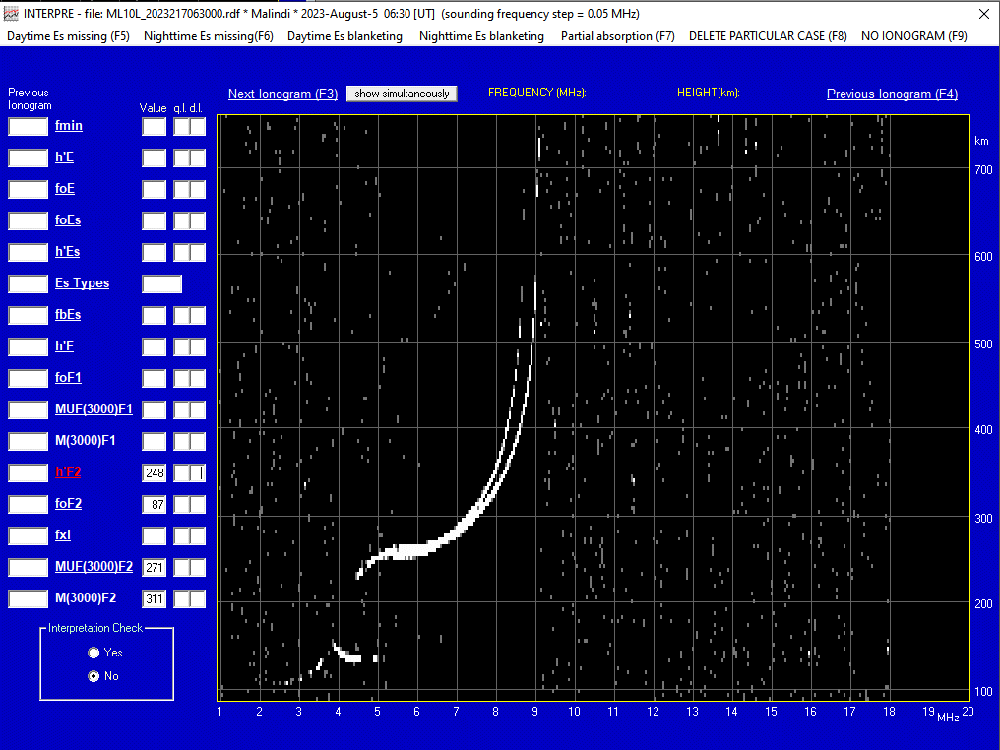 INTERPRE - file: ML10L_2023217063000.rdf * Malindi * 2023-August-5  06:30 [UT]  (sounding frequency step = 0.05 MHz)
Daytime Es missing (F5)  Nighttime Es missing(F6)  Daytime Es blanketing  Nighttime Es blanketing  Partial absorption (F7)  DELETE PARTICULAR CASE (F8)  NO IONOGRAM (F9)
Previous
Ionogram
Value q.l. d.l.
Next Ionogram (F3)  show simultaneously  FREQUENCY (MHz):  HEIGHT(km):  Previous Ionogram (F4)
fmin
h'E
foE
foEs
h'Es
Es Types
fbEs
h'F
foF1
MUF(3000)F1
M(3000)F1
h'F2 248
foF2 87
fxI
MUF(3000)F2 271
M(3000)F2 311
Interpretation Check
Yes
No
km
700
600
500
400
300
200
100
1 2 3 4 5 6 7 8 9 10 11 12 13 14 15 16 17 18 19 20
MHz